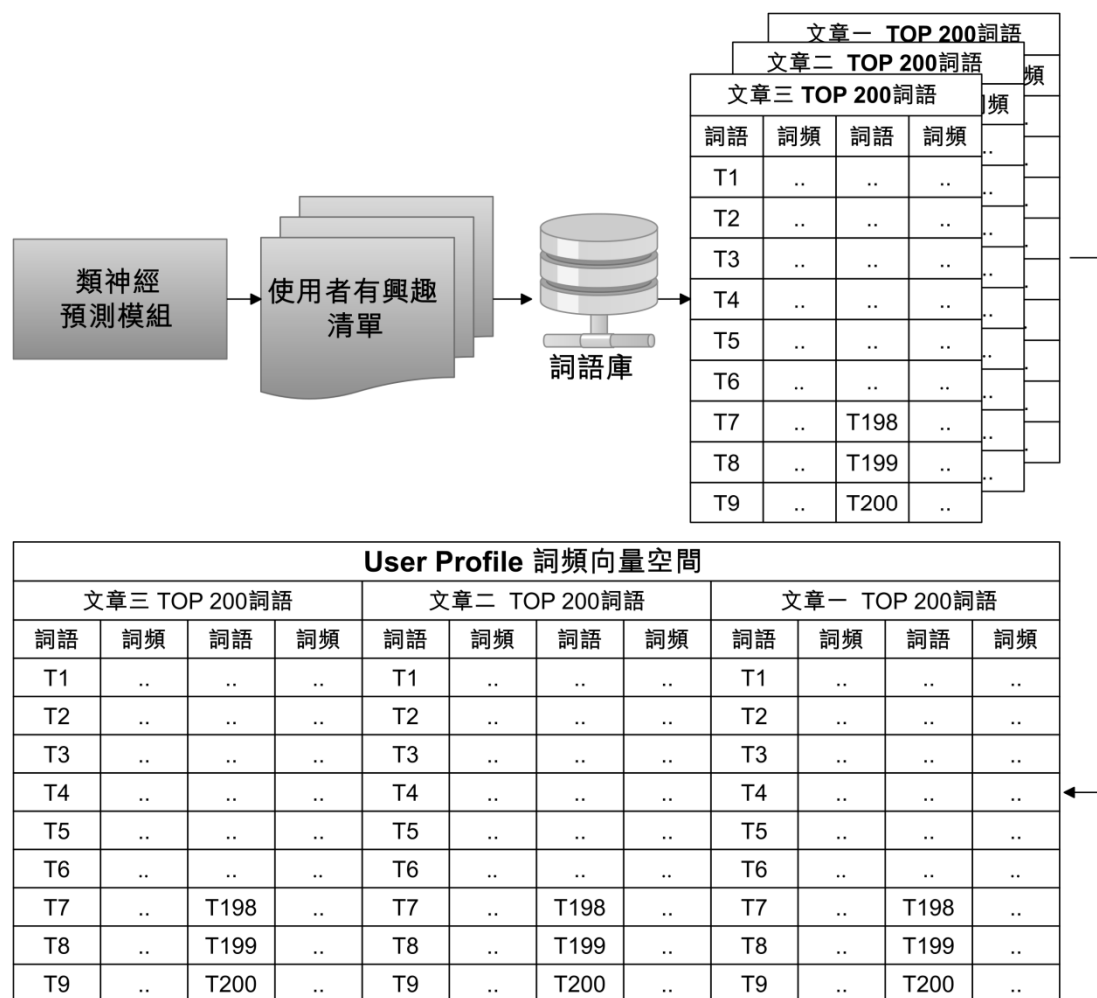 文章一 TOP 200詞語
頻
文章二 TOP 200詞語
頻
文章三 TOP 200詞語
詞語 詞頻 詞語 詞頻
T1 .. .. ..
T2 .. .. ..
T3 .. .. ..
T4 .. .. ..
T5 .. .. ..
T6 .. .. ..
T7 .. T198 ..
T8 .. T199 ..
T9 .. T200 ..
類神經
預測模組
使用者有興趣
清單
詞語庫
User Profile 詞頻向量空間
文章三 TOP 200詞語 文章二 TOP 200詞語 文章一 TOP 200詞語
詞語 詞頻 詞語 詞頻 詞語 詞頻 詞語 詞頻 詞語 詞頻 詞語 詞頻
T1 .. .. .. T1 .. .. .. T1 .. .. ..
T2 .. .. .. T2 .. .. .. T2 .. .. ..
T3 .. .. .. T3 .. .. .. T3 .. .. ..
T4 .. .. .. T4 .. .. .. T4 .. .. ..
T5 .. .. .. T5 .. .. .. T5 .. .. ..
T6 .. .. .. T6 .. .. .. T6 .. .. ..
T7 .. T198 .. T7 .. T198 .. T7 .. T198 ..
T8 .. T199 .. T8 .. T199 .. T8 .. T199 ..
T9 .. T200 .. T9 .. T200 .. T9 .. T200 ..